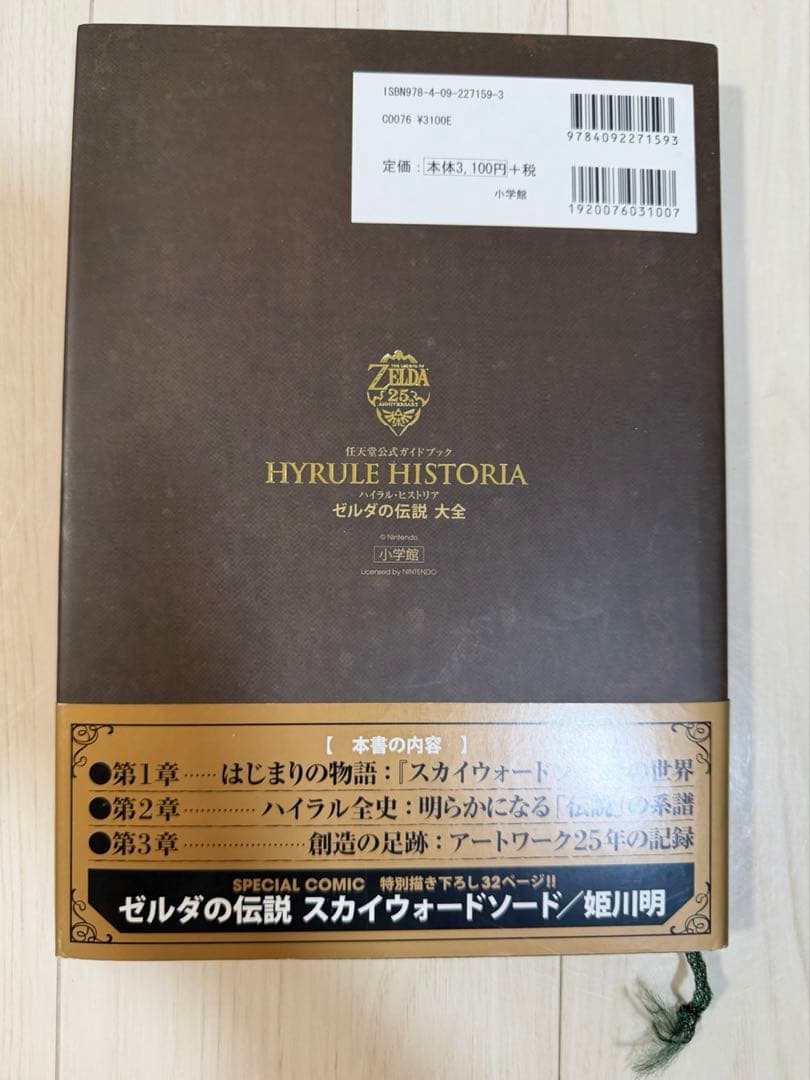 ISBN978-4-09-227159-3
C0076 ¥3100E
定価：本体3,100円＋税
小学館
9784092271593
1920076031007
THE LEGEND OF
ZELDA
25th
ANNIVERSARY
任天堂公式ガイドブック
HYRULE HISTORIA
ハイラル・ヒストリア
ゼルダの伝説 大全
© Nintendo
小学館
Licensed by NINTENDO
【 本書の内容 】
●第1章……はじまりの物語：『スカイウォードソ の世界
●第2章…………ハイラル全史：明らかになる「伝説」の系譜
●第3章……………………創造の足跡：アートワーク25年の記録
SPECIAL COMIC 特別描き下ろし32ページ!!
ゼルダの伝説 スカイウォードソード／姫川明